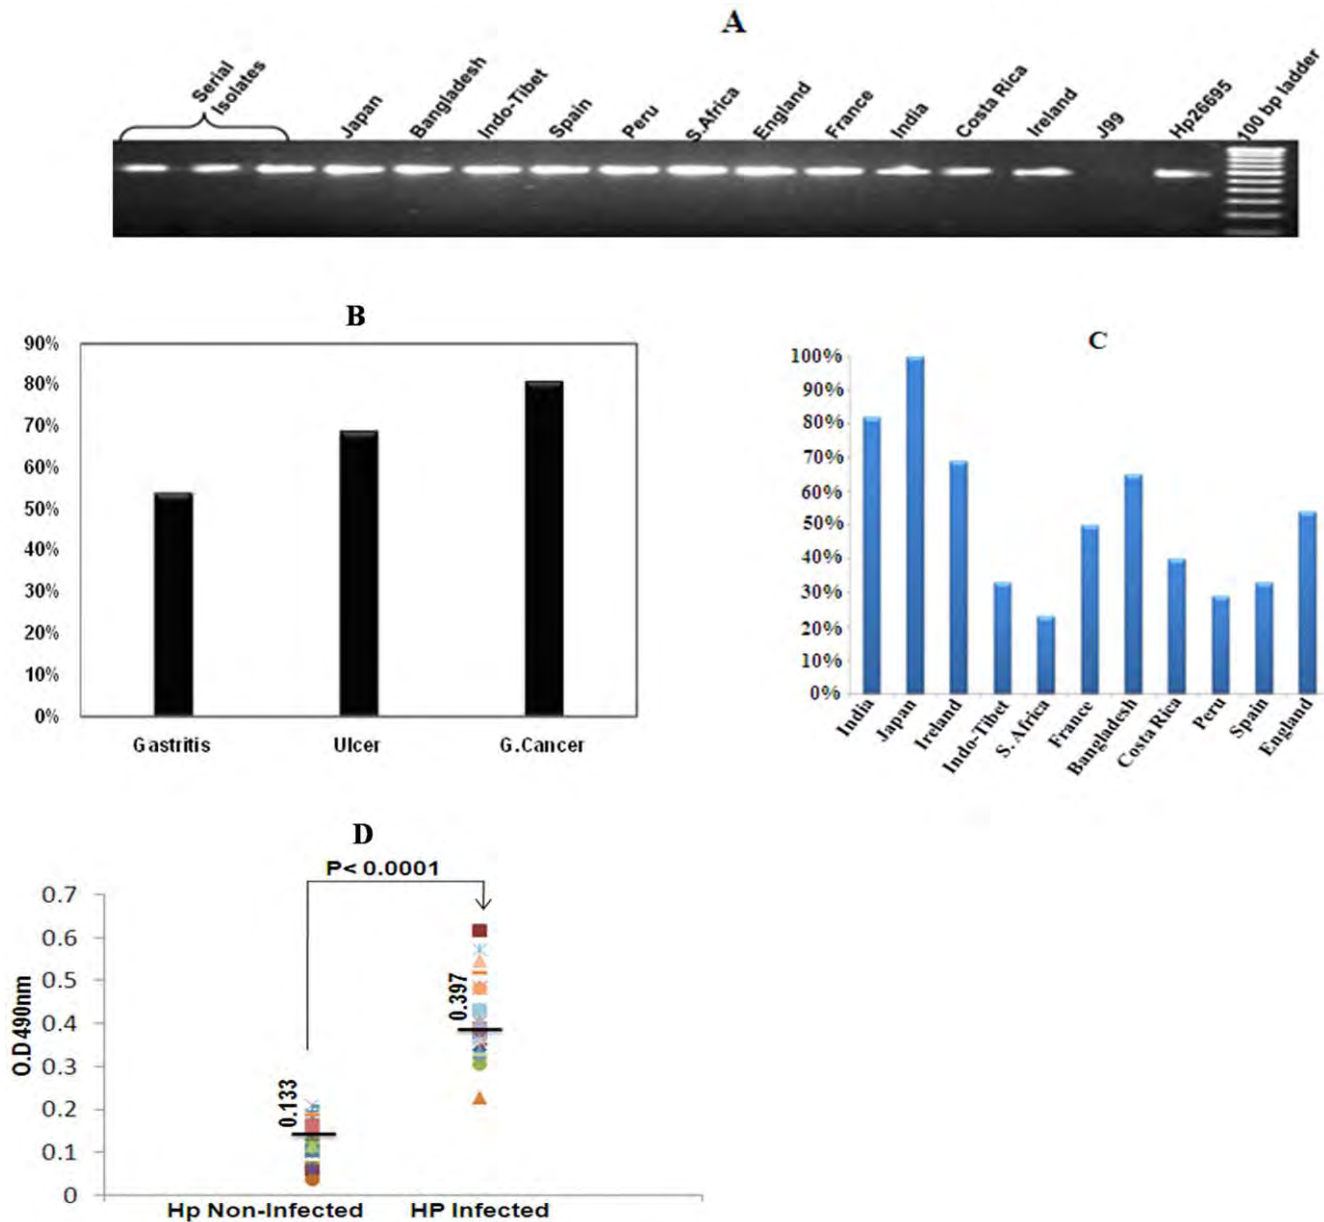 A
Serial
Isolates
Japan
Bangladesh
Indo-Tibet
Spain
Peru
S.Africa
England
France
India
Costa Rica
Ireland
J99
Hp26695
100 bp ladder
B
90%
80%
70%
60%
50%
40%
30%
20%
10%
0%
Gastritis
Ulcer
G.Cancer
C
100%
90%
80%
70%
60%
50%
40%
30%
20%
10%
0%
India
Japan
Ireland
Indo-Tibet
S. Africa
France
Bangladesh
Costa Rica
Peru
Spain
England
D
P< 0.0001
O.D 490nm
0.7
0.6
0.5
0.4
0.3
0.2
0.1
0
0.133
0.397
Hp Non-Infected
HP Infected